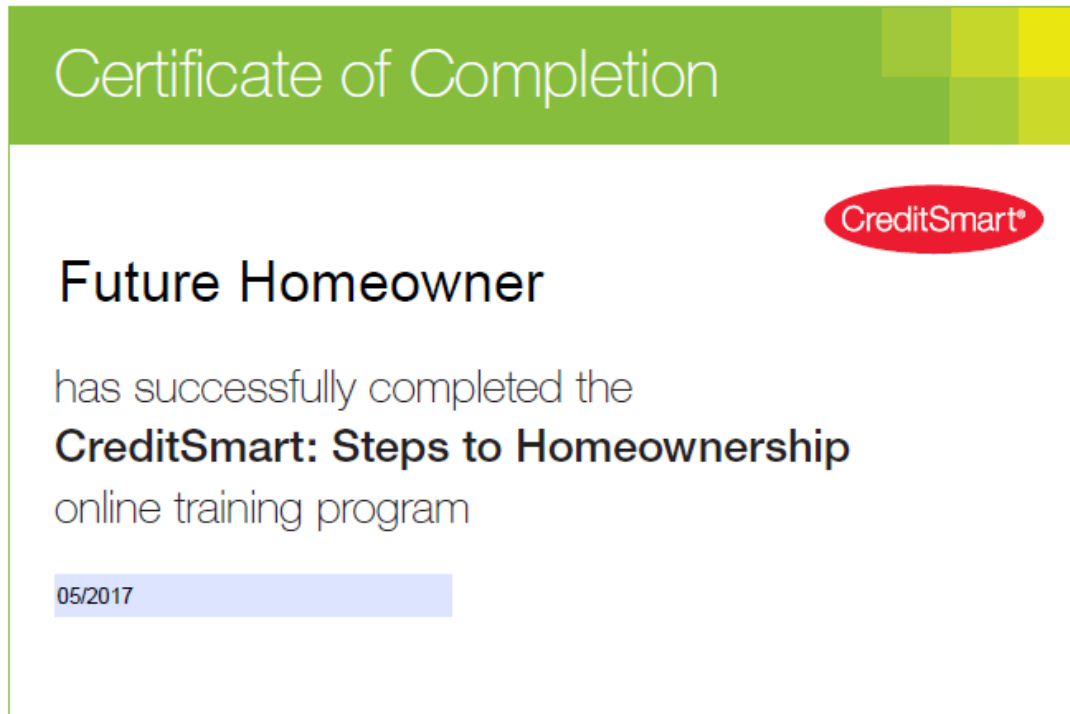 Certificate of Completion
CreditSmart®
Future Homeowner
has successfully completed the
CreditSmart: Steps to Homeownership
online training program
05/2017